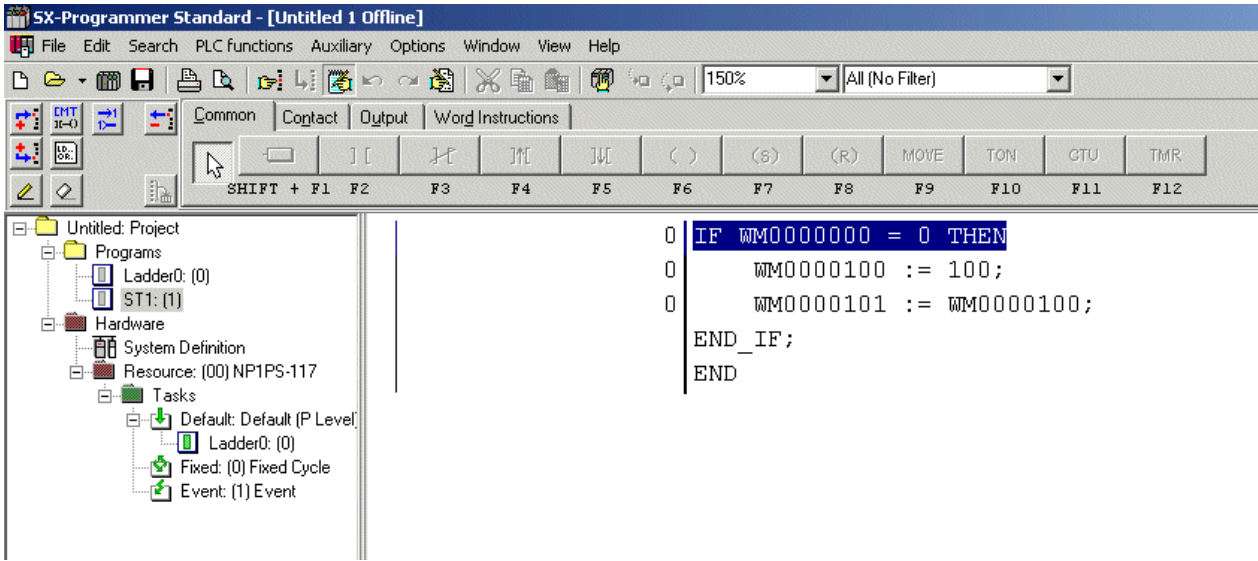 SX-Programmer Standard - [Untitled 1 Offline]
File Edit Search PLC functions Auxiliary Options Window View Help
150% All (No Filter)
CMT
Common Contact Output Word Instructions
LD..
OR.
( ) (S) (R) MOVE TON CTU TMR
SHIFT + F1 F2 F3 F4 F5 F6 F7 F8 F9 F10 F11 F12
Untitled: Project
Programs
Ladder0: (0)
ST1: (1)
Hardware
System Definition
Resource: (00) NP1PS-117
Tasks
Default: Default (P Level)
Ladder0: (0)
Fixed: (0) Fixed Cycle
Event: (1) Event
0 IF WM0000000 = 0 THEN
0 WM0000100 := 100;
0 WM0000101 := WM0000100;
END_IF;
END